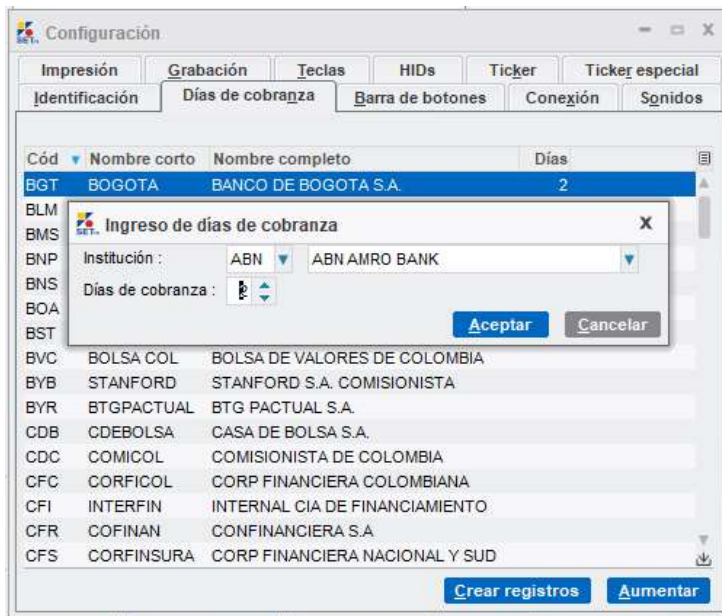 SET Configuración
Impresión Grabación Teclas HIDs Ticker Ticker especial
Identificación Días de cobranza Barra de botones Conexión Sonidos
Cód Nombre corto Nombre completo Días
BGT BOGOTA BANCO DE BOGOTA S.A. 2
BLM
SET Ingreso de días de cobranza X
BMS
BNP Institución : ABN ABN AMRO BANK
BNS
Días de cobranza :
BOA
Aceptar Cancelar
BST
BVC BOLSA COL BOLSA DE VALORES DE COLOMBIA
BYB STANFORD STANFORD S.A. COMISIONISTA
BYR BTGPACTUAL BTG PACTUAL S.A.
CDB CDEBOLSA CASA DE BOLSA S.A.
CDC COMICOL COMISIONISTA DE COLOMBIA
CFC CORFICOL CORP FINANCIERA COLOMBIANA
CFI INTERFIN INTERNAL CIA DE FINANCIAMIENTO
CFR COFINAN CONFINANCIERA S.A
CFS CORFINSURA CORP FINANCIERA NACIONAL Y SUD
Crear registros Aumentar